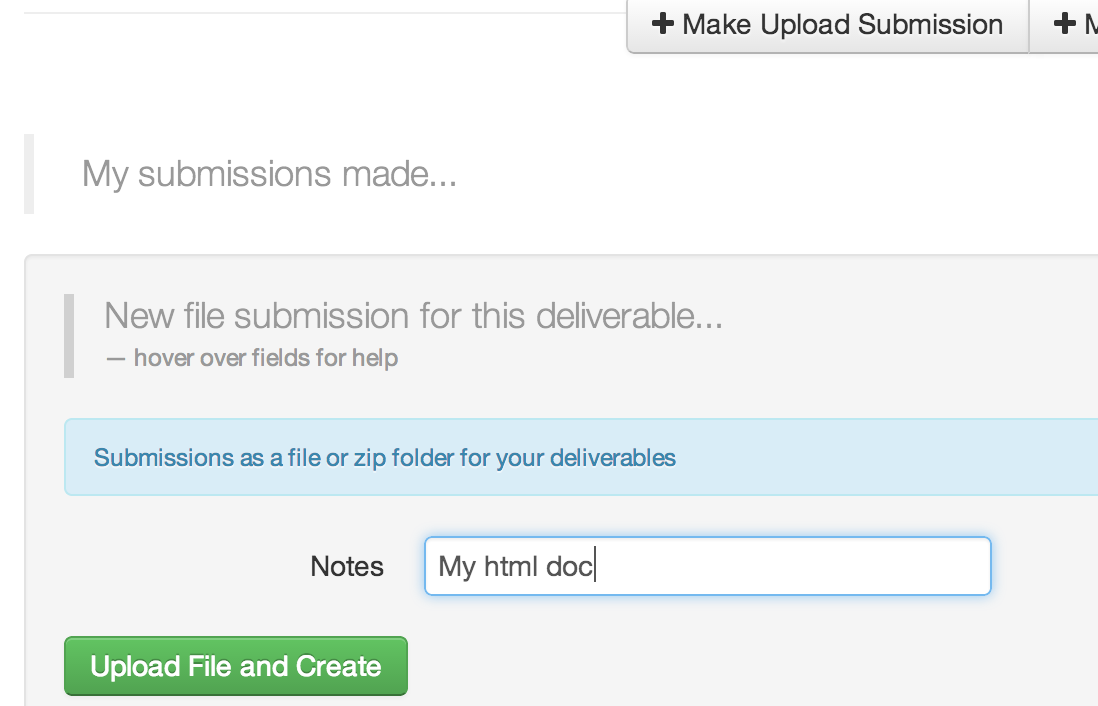 Make Upload Submission
My submissions made...
New file submission for this deliverable...
— hover over fields for help
Submissions as a file or zip folder for your deliverables
Notes My html doc
Upload File and Create